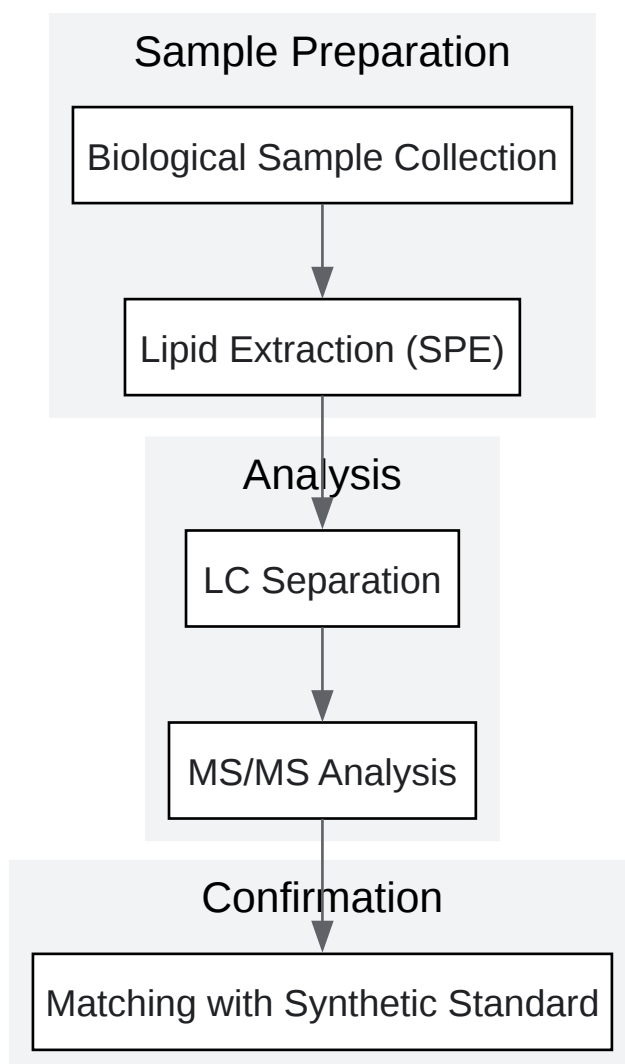 Sample Preparation
Biological Sample Collection
Lipid Extraction (SPE)
Analysis
LC Separation
MS/MS Analysis
Confirmation
Matching with Synthetic Standard